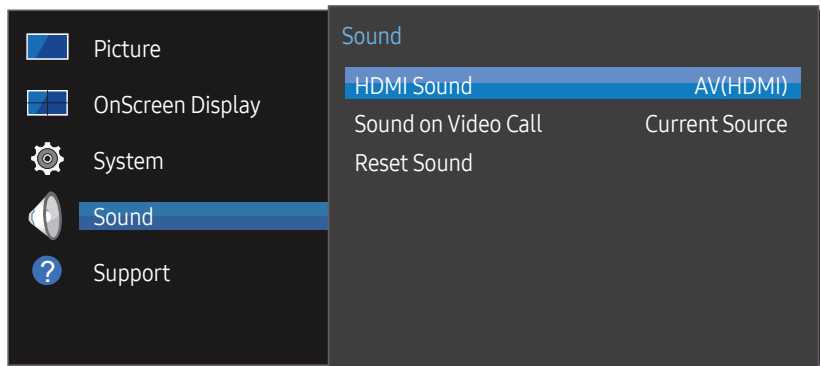 Picture
OnScreen Display
System
Sound
Support
Sound
HDMI Sound AV(HDMI)
Sound on Video Call Current Source
Reset Sound